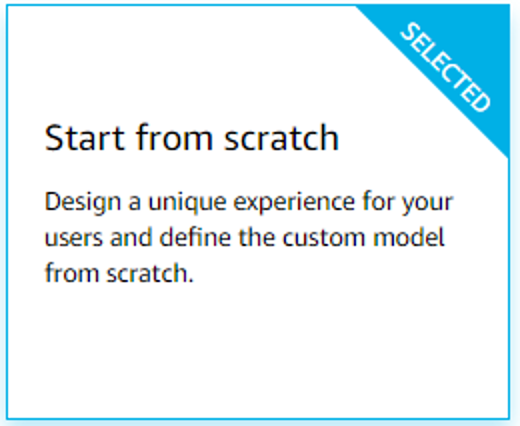 SELECTED
Start from scratch
Design a unique experience for your
users and define the custom model
from scratch.